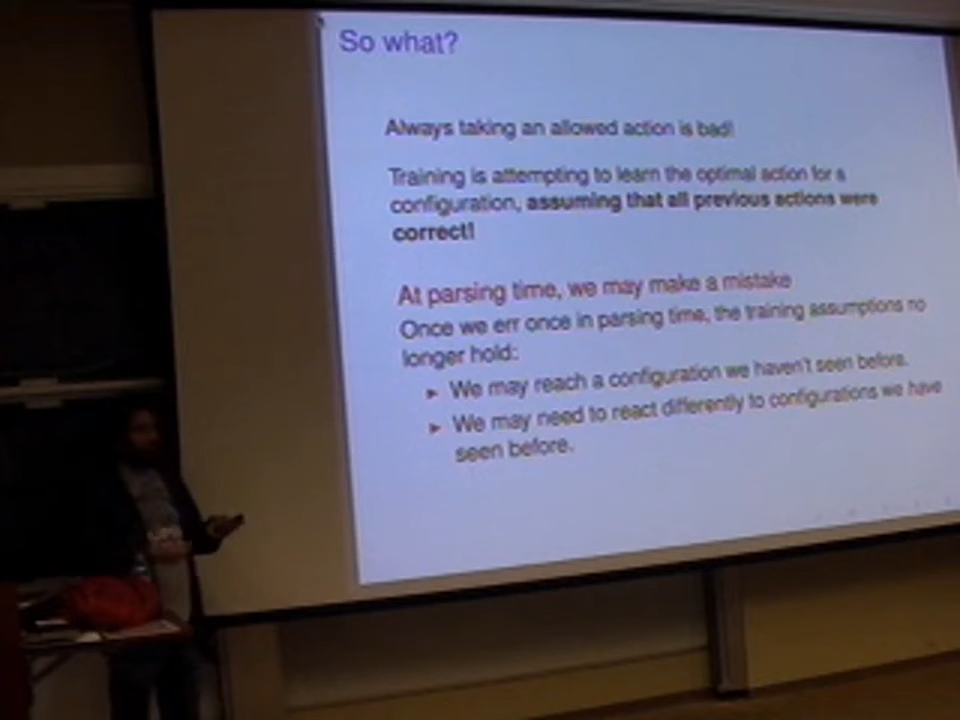 So what?
Always taking an allowed action is bad!
Training is attempting to learn the optimal action for a
configuration, assuming that all previous actions were
correct!
At parsing time, we may make a mistake
Once we err once in parsing time, the training assumptions no
longer hold:
► We may reach a configuration we haven't seen before.
► We may need to react differently to configurations we have
seen before.